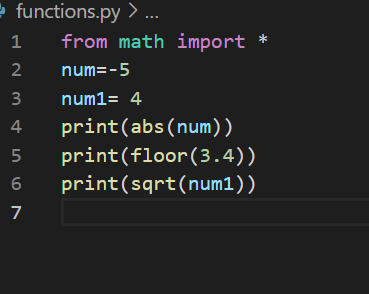 functions.py > ...
1 from math import *
2 num=-5
3 num1= 4
4 print(abs(num))
5 print(floor(3.4))
6 print(sqrt(num1))
7